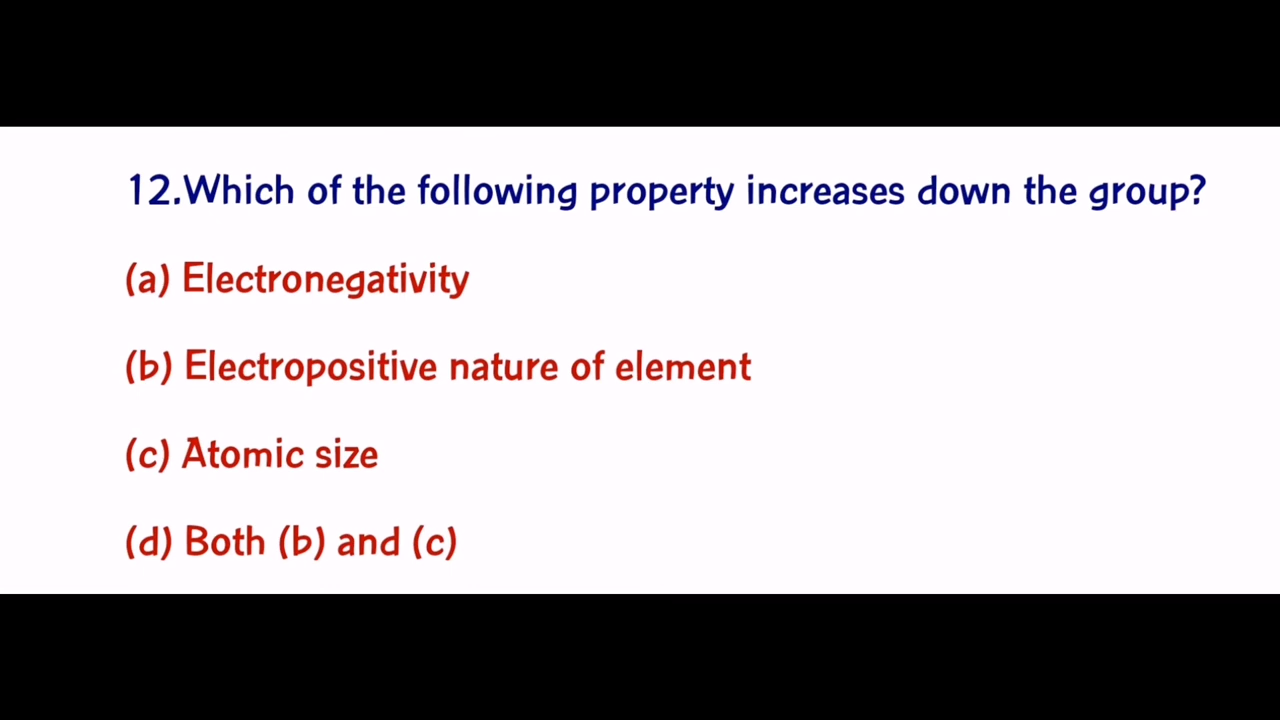 12.Which of the following property increases down the group?
(a) Electronegativity
(b) Electropositive nature of element
(c) Atomic size
(d) Both (b) and (c)